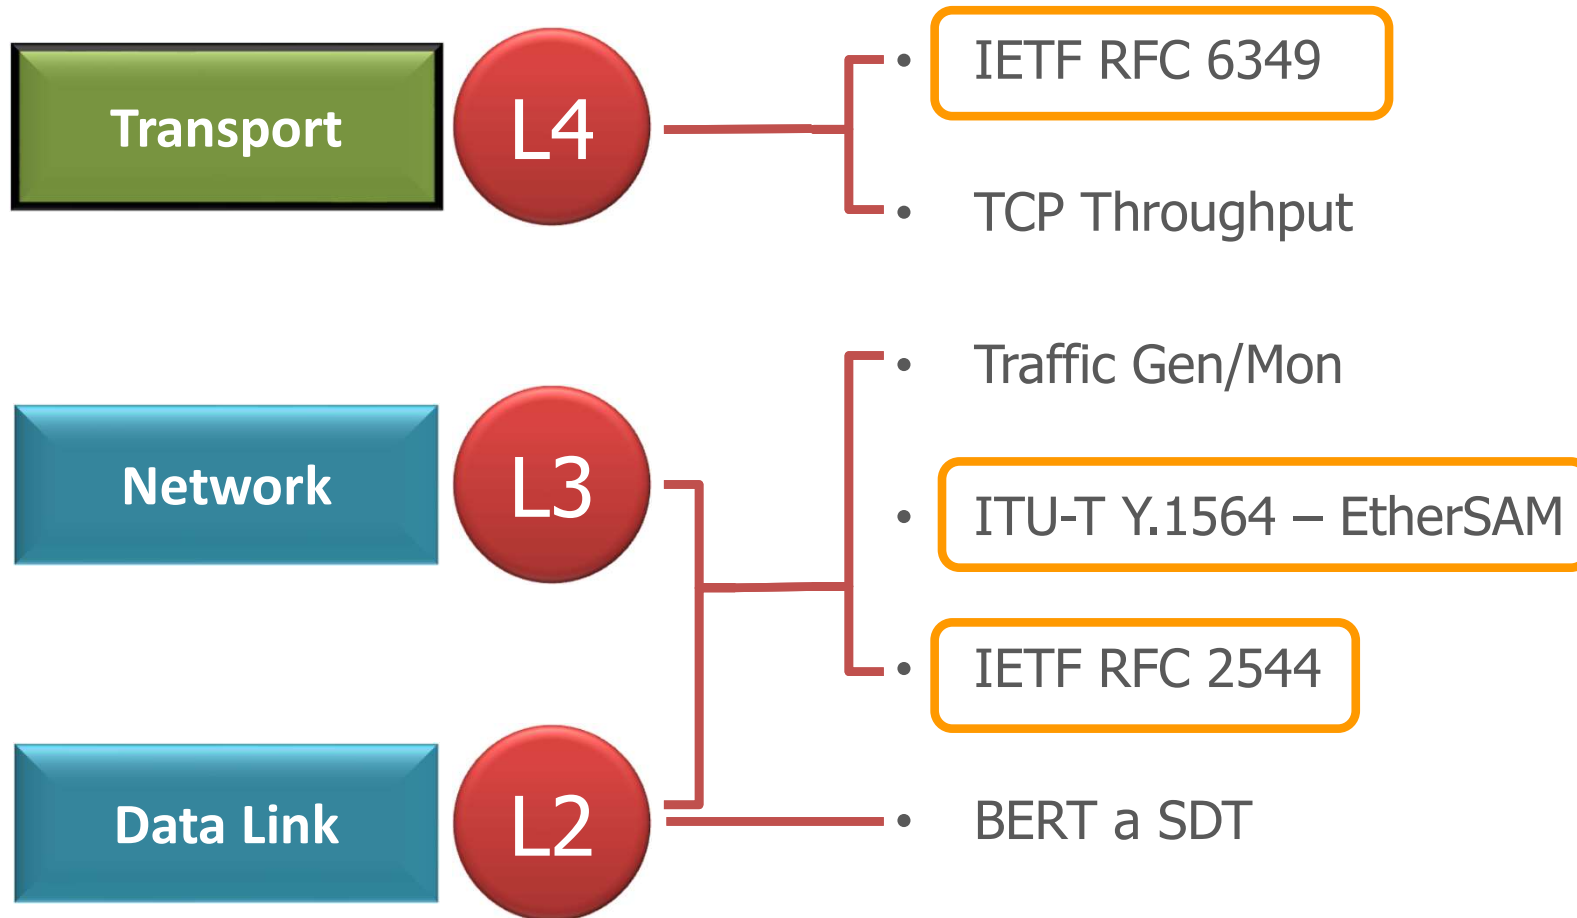 Transport
L4
• IETF RFC 6349
• TCP Throughput
Network
L3
• Traffic Gen/Mon
• ITU-T Y.1564 – EtherSAM
• IETF RFC 2544
Data Link
L2
• BERT a SDT